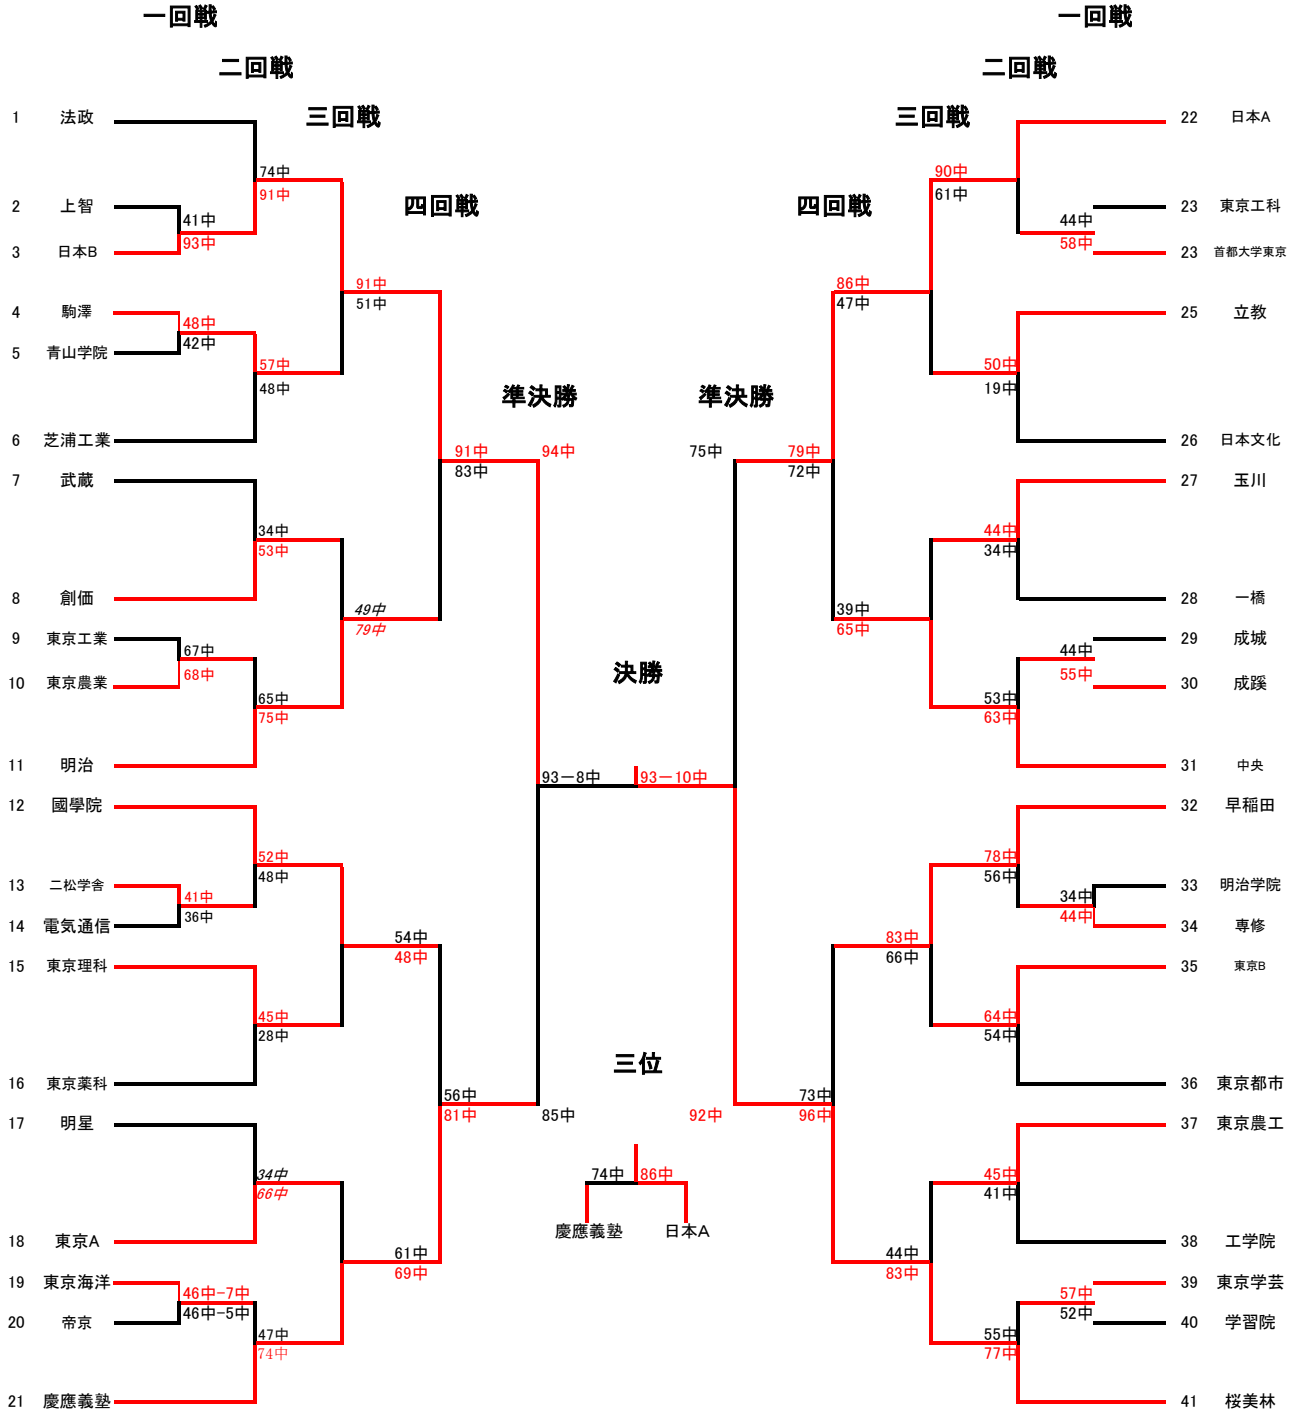 一回戦
一回戦
二回戦
二回戦
三回戦
三回戦
四回戦
四回戦
準決勝
準決勝
決勝
三位
1 法政
2 上智
3 日本B
4 駒澤
5 青山学院
6 芝浦工業
7 武蔵
8 創価
9 東京工業
10 東京農業
11 明治
12 國學院
13 二松学舎
14 電気通信
15 東京理科
16 東京薬科
17 明星
18 東京A
19 東京海洋
20 帝京
21 慶應義塾
41中
93中
48中
42中
67中
68中
41中
36中
46中-7中
46中-5中
74中
91中
57中
48中
34中
53中
65中
75中
52中
48中
45中
28中
34中
66中
47中
74中
91中
51中
49中
79中
54中
48中
61中
69中
91中
83中
56中
81中
94中
85中
93－8中
93－10中
75中
92中
79中
72中
73中
96中
86中
47中
39中
65中
83中
66中
44中
83中
90中
61中
50中
19中
44中
34中
53中
63中
78中
56中
64中
54中
45中
41中
55中
77中
44中
58中
44中
55中
34中
44中
57中
52中
22 日本A
23 東京工科
23 首都大学東京
25 立教
26 日本文化
27 玉川
28 一橋
29 成城
30 成蹊
31 中央
32 早稲田
33 明治学院
34 専修
35 東京B
36 東京都市
37 東京農工
38 工学院
39 東京学芸
40 学習院
41 桜美林
74中
86中
慶應義塾
日本A